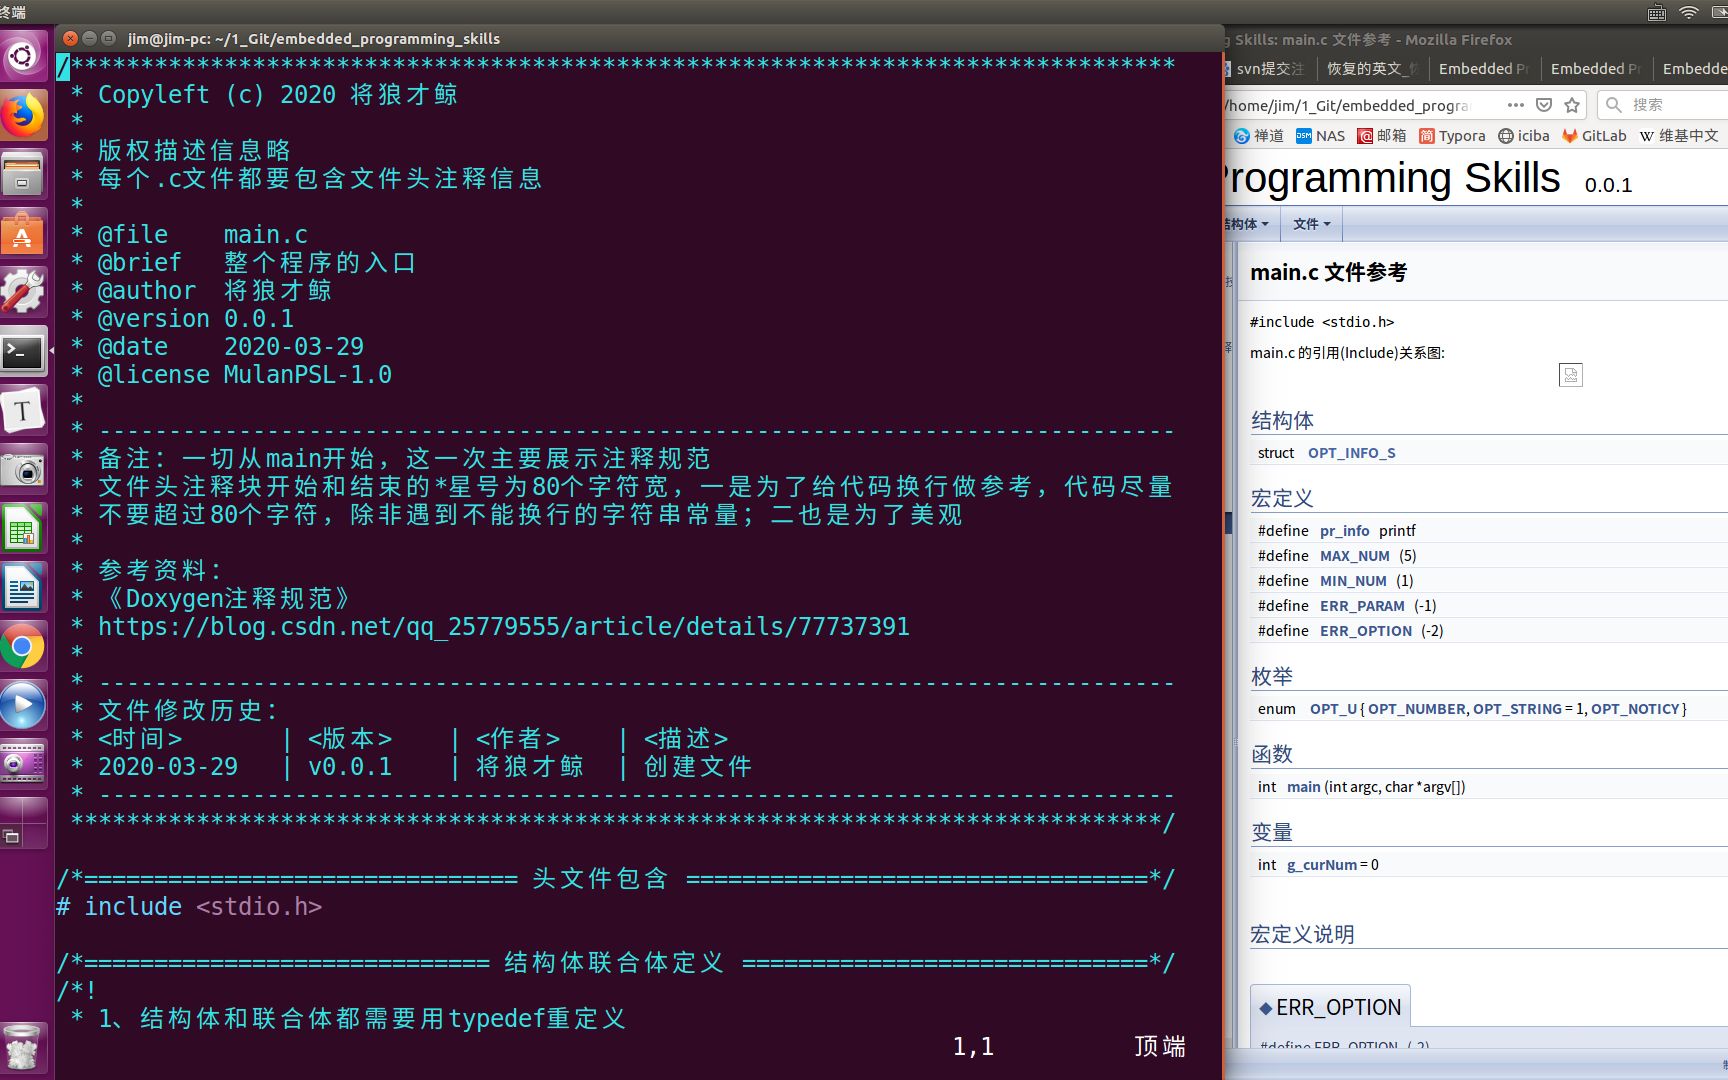 终端
jim@jim-pc: ~/1_Git/embedded_programming_skills
/*******************************************************************************
 * Copyleft (c) 2020 将狼才鲸
 *
 * 版权描述信息略
 * 每个.c文件都要包含文件头注释信息
 *
 * @file    main.c
 * @brief   整个程序的入口
 * @author  将狼才鲸
 * @version 0.0.1
 * @date    2020-03-29
 * @license MulanPSL-1.0
 *
 * -----------------------------------------------------------------------------
 * 备注：一切从main开始，这一次主要展示注释规范
 * 文件头注释块开始和结束的*星号为80个字符宽，一是为了给代码换行做参考，代码尽量
 * 不要超过80个字符，除非遇到不能换行的字符串常量；二也是为了美观
 *
 * 参考资料：
 * 《Doxygen注释规范》
 * https://blog.csdn.net/qq_25779555/article/details/77737391
 *
 * -----------------------------------------------------------------------------
 * 文件修改历史：
 * <时间>       | <版本>    | <作者>    | <描述>
 * 2020-03-29   | v0.0.1    | 将狼才鲸  | 创建文件
 * -----------------------------------------------------------------------------
 ******************************************************************************/
/*=============================== 头文件包含 =================================*/
# include <stdio.h>
/*============================= 结构体联合体定义 =============================*/
/*!
 * 1、结构体和联合体都需要用typedef重定义
1,1 顶端
g Skills: main.c 文件参考 - Mozilla Firefox
svn提交注 恢复的英文_ Embedded Pr Embedded Pr Embedde
/home/jim/1_Git/embedded_progra 搜索
禅道 NAS 邮箱 Typora iciba GitLab 维基中文
Programming Skills 0.0.1
结构体 文件
main.c 文件参考
#include <stdio.h>
main.c 的引用(Include)关系图:
结构体
struct OPT_INFO_S
宏定义
#define pr_info printf
#define MAX_NUM (5)
#define MIN_NUM (1)
#define ERR_PARAM (-1)
#define ERR_OPTION (-2)
枚举
enum OPT_U { OPT_NUMBER, OPT_STRING = 1, OPT_NOTICY }
函数
int main (int argc, char *argv[])
变量
int g_curNum = 0
宏定义说明
◆ERR_OPTION
#define ERR_OPTION (-2)